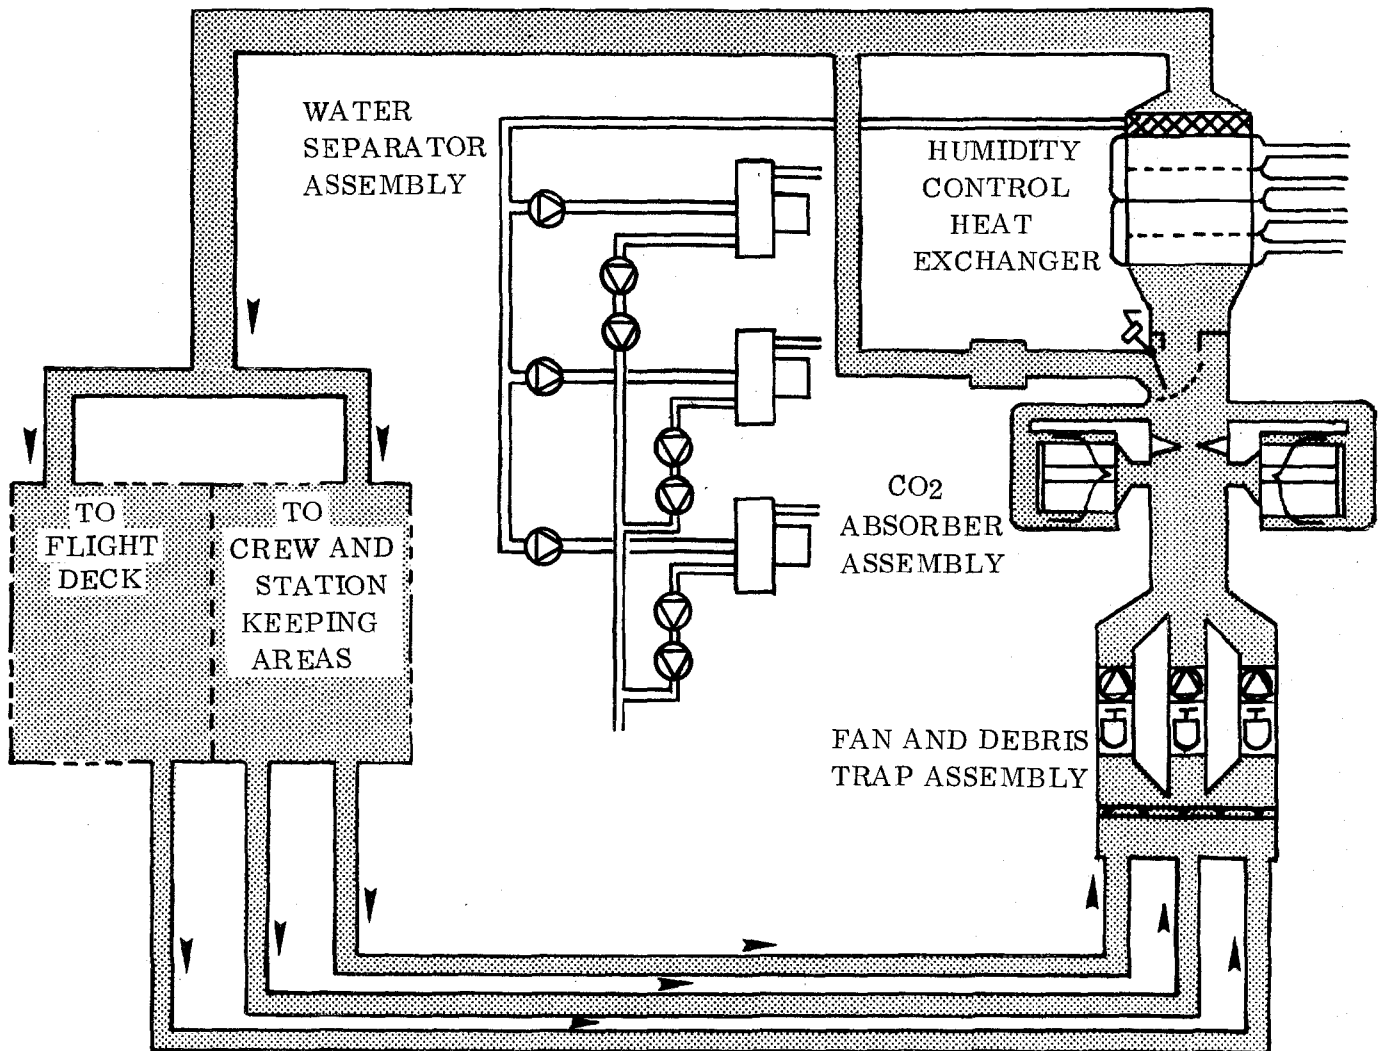 WATER
SEPARATOR
ASSEMBLY
HUMIDITY
CONTROL
HEAT
EXCHANGER
CO2
ABSORBER
ASSEMBLY
TO
FLIGHT
DECK
TO
CREW AND
STATION
KEEPING
AREAS
FAN AND DEBRIS
TRAP ASSEMBLY